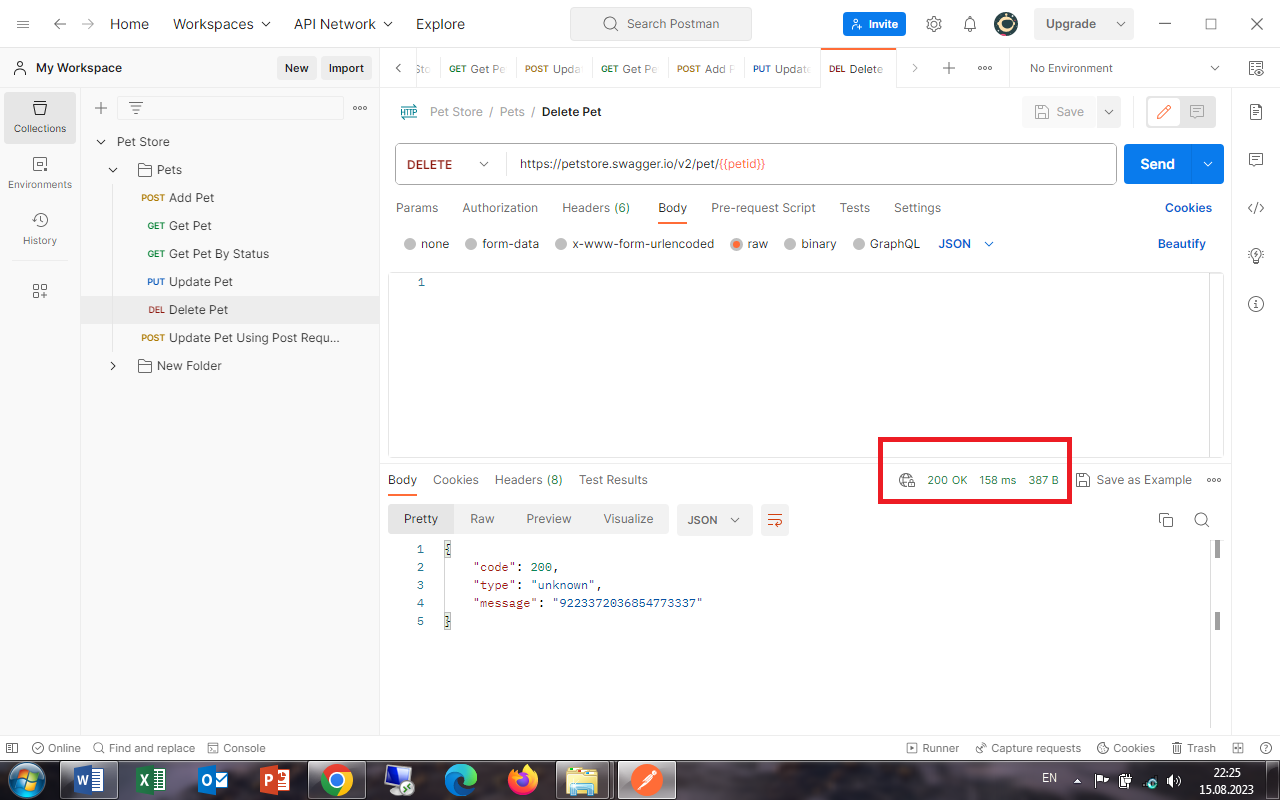 Home Workspaces API Network Explore Search Postman Invite Upgrade
My Workspace New Import GET Get Pe POST Upda GET Get Pe POST Add P PUT Update DEL Delete No Environment
Collections
Environments
History
Pet Store
Pets
POST Add Pet
GET Get Pet
GET Get Pet By Status
PUT Update Pet
DEL Delete Pet
POST Update Pet Using Post Requ...
New Folder
HTTP Pet Store / Pets / Delete Pet Save
DELETE https://petstore.swagger.io/v2/pet/{{petid}} Send
Params Authorization Headers (6) Body Pre-request Script Tests Settings Cookies
none form-data x-www-form-urlencoded raw binary GraphQL JSON Beautify
1
Body Cookies Headers (8) Test Results 200 OK 158 ms 387 B Save as Example
Pretty Raw Preview Visualize JSON
1 {
2 "code": 200,
3 "type": "unknown",
4 "message": "9223372036854773337"
5 }
Online Find and replace Console Runner Capture requests Cookies Trash
EN 22:25
15.08.2023